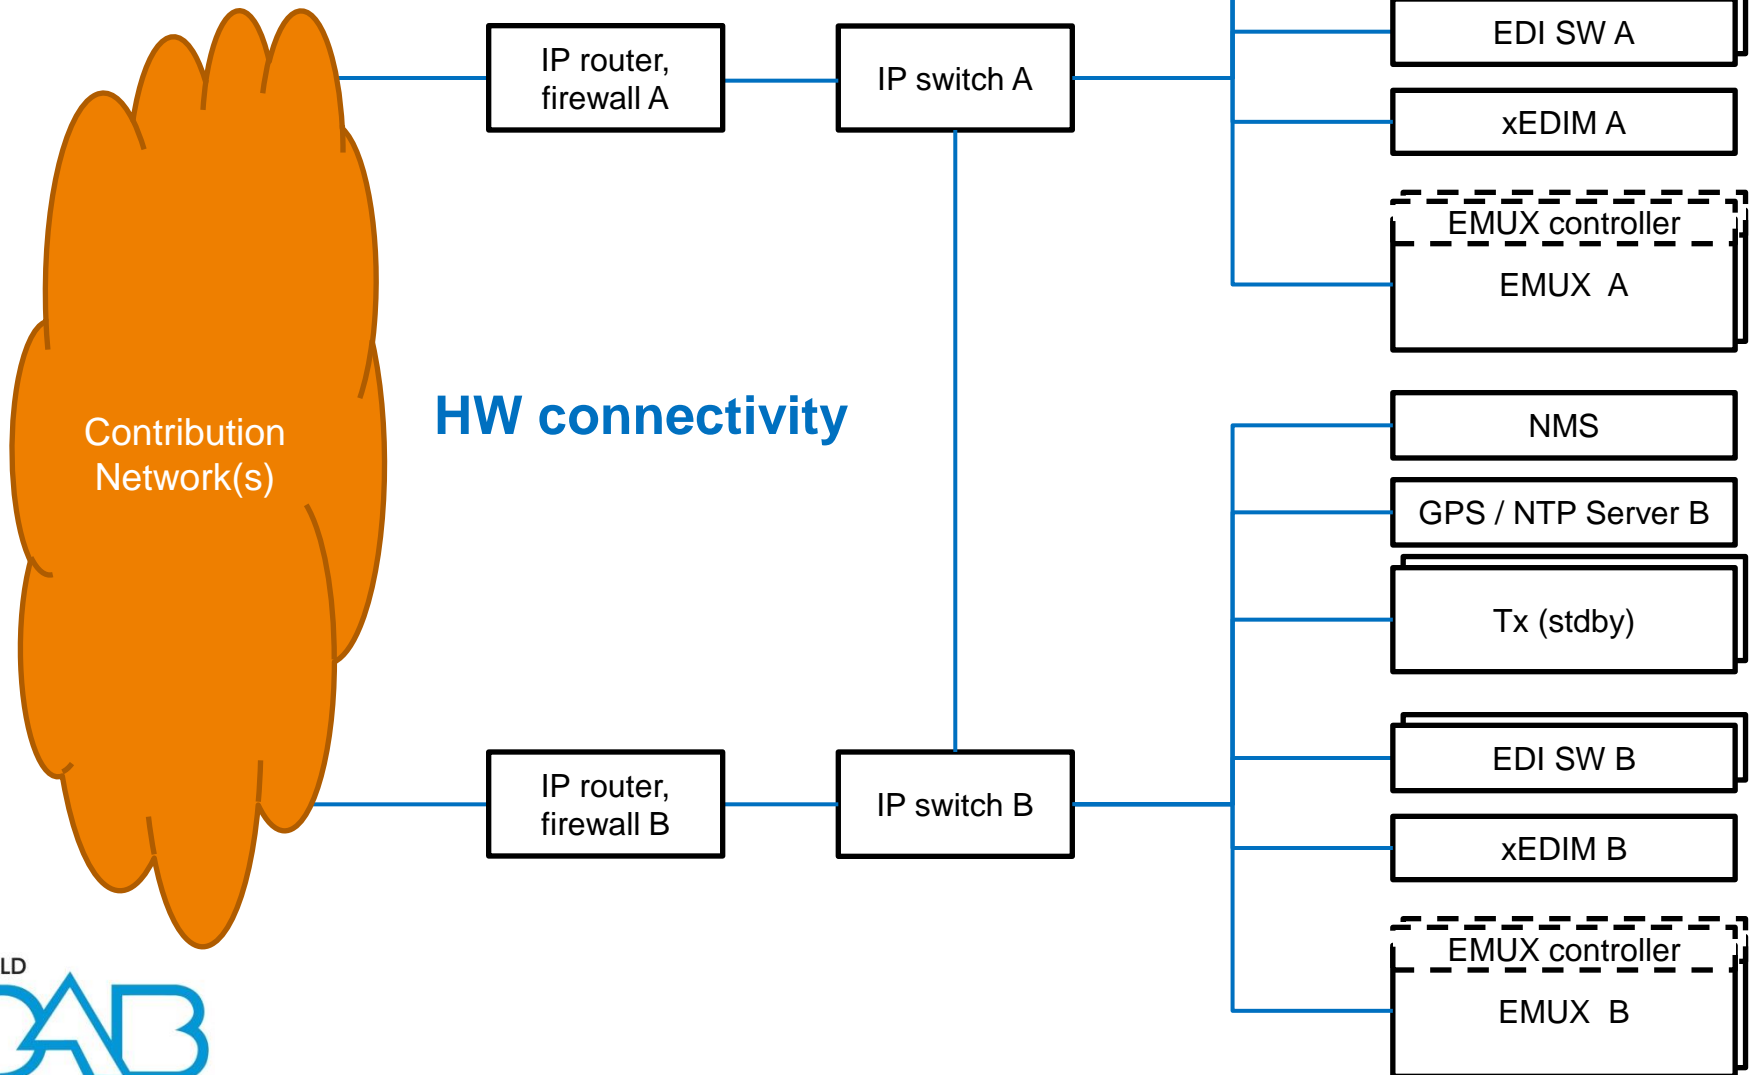 EDI SW A
IP router,
firewall A
IP switch A
xEDIM A
EMUX controller
EMUX A
HW connectivity
Contribution
Network(s)
NMS
GPS / NTP Server B
Tx (stdby)
EDI SW B
IP router,
firewall B
IP switch B
xEDIM B
EMUX controller
EMUX B
LD
DAB